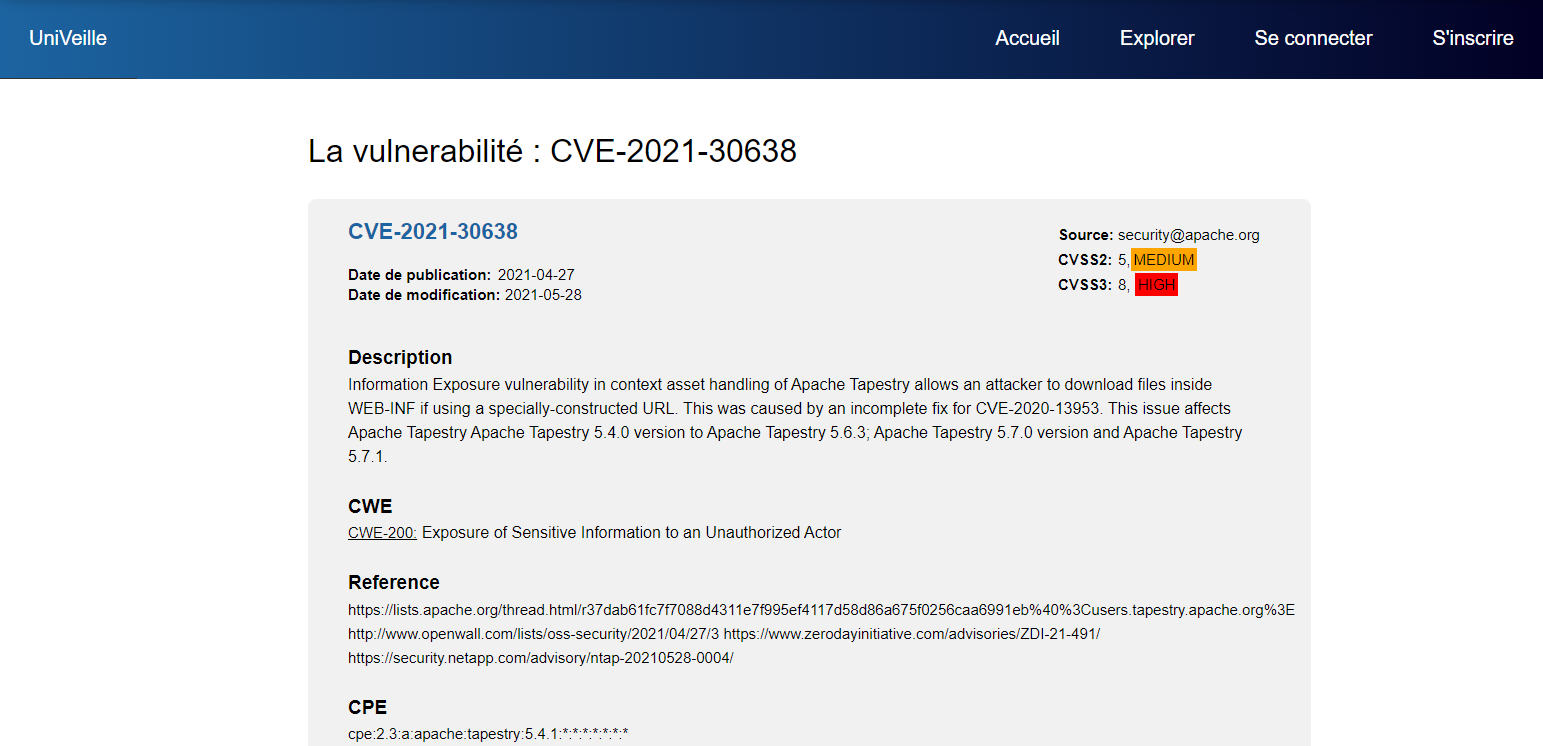 UniVeille Accueil Explorer Se connecter S'inscrire
La vulnerabilité : CVE-2021-30638
CVE-2021-30638
Source: security@apache.org
CVSS2: 5, MEDIUM
CVSS3: 8, HIGH
Date de publication: 2021-04-27
Date de modification: 2021-05-28
Description
Information Exposure vulnerability in context asset handling of Apache Tapestry allows an attacker to download files inside
WEB-INF if using a specially-constructed URL. This was caused by an incomplete fix for CVE-2020-13953. This issue affects
Apache Tapestry Apache Tapestry 5.4.0 version to Apache Tapestry 5.6.3; Apache Tapestry 5.7.0 version and Apache Tapestry
5.7.1.
CWE
CWE-200: Exposure of Sensitive Information to an Unauthorized Actor
Reference
https://lists.apache.org/thread.html/r37dab61fc7f7088d4311e7f995ef4117d58d86a675f0256caa6991eb%40%3Cusers.tapestry.apache.org%3E
http://www.openwall.com/lists/oss-security/2021/04/27/3 https://www.zerodayinitiative.com/advisories/ZDI-21-491/
https://security.netapp.com/advisory/ntap-20210528-0004/
CPE
cpe:2.3:a:apache:tapestry:5.4.1:*:*:*:*:*:*:*